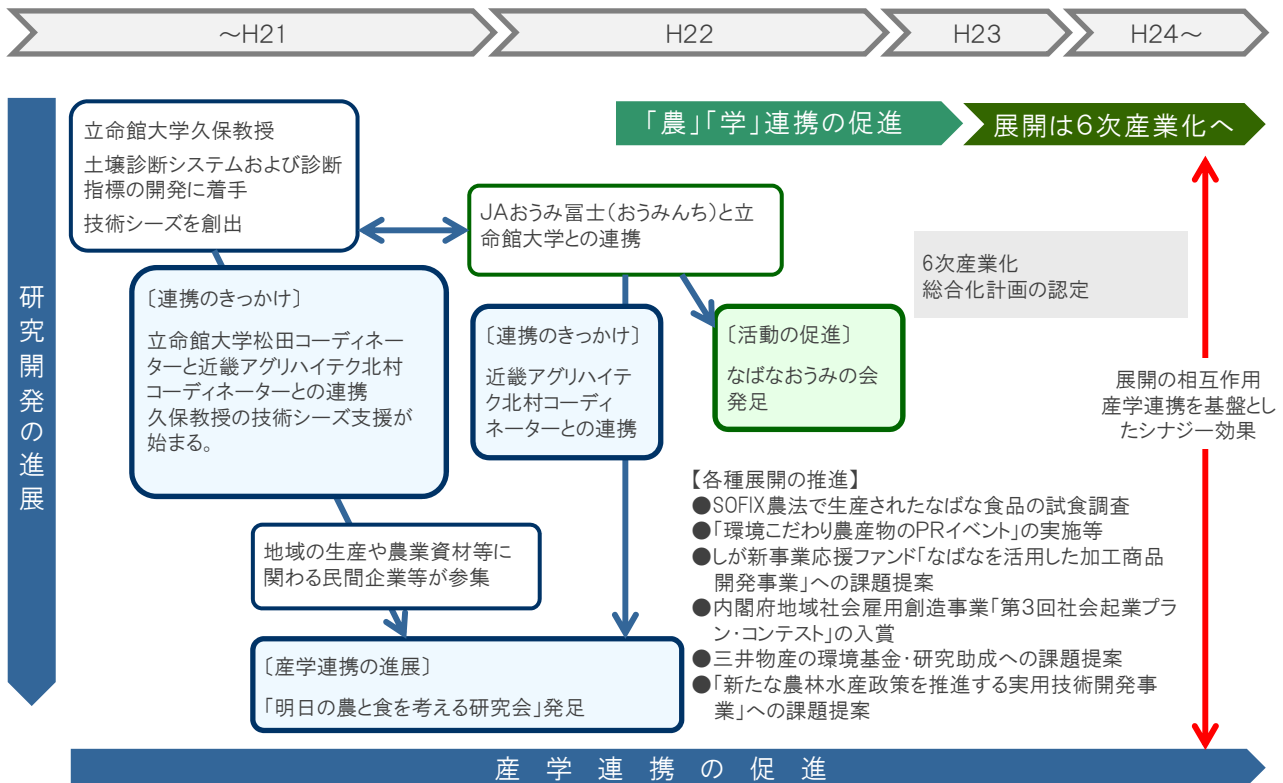 ～H21
H22
H23
H24～
「農」「学」連携の促進
展開は6次産業化へ
研究開発の進展
立命館大学久保教授
土壌診断システムおよび診断
指標の開発に着手
技術シーズを創出
JAおうみ冨士（おうみんち）と立
命館大学との連携
6次産業化
総合化計画の認定
〔連携のきっかけ〕
立命館大学松田コーディネー
ターと近畿アグリハイテク北村
コーディネーターとの連携
久保教授の技術シーズ支援が
始まる。
〔連携のきっかけ〕
近畿アグリハイテ
ク北村コーディ
ネーターとの連携
〔活動の促進〕
なばなおうみの会
発足
展開の相互作用
産学連携を基盤とし
たシナジー効果
地域の生産や農業資材等に
関わる民間企業等が参集
【各種展開の推進】
●SOFIX農法で生産されたなばな食品の試食調査
●「環境こだわり農産物のPRイベント」の実施等
●しが新事業応援ファンド「なばなを活用した加工商品
開発事業」への課題提案
●内閣府地域社会雇用創造事業「第3回社会起業プラ
ン・コンテスト」の入賞
●三井物産の環境基金・研究助成への課題提案
●「新たな農林水産政策を推進する実用技術開発事
業」への課題提案
〔産学連携の進展〕
「明日の農と食を考える研究会」発足
産学連携の促進